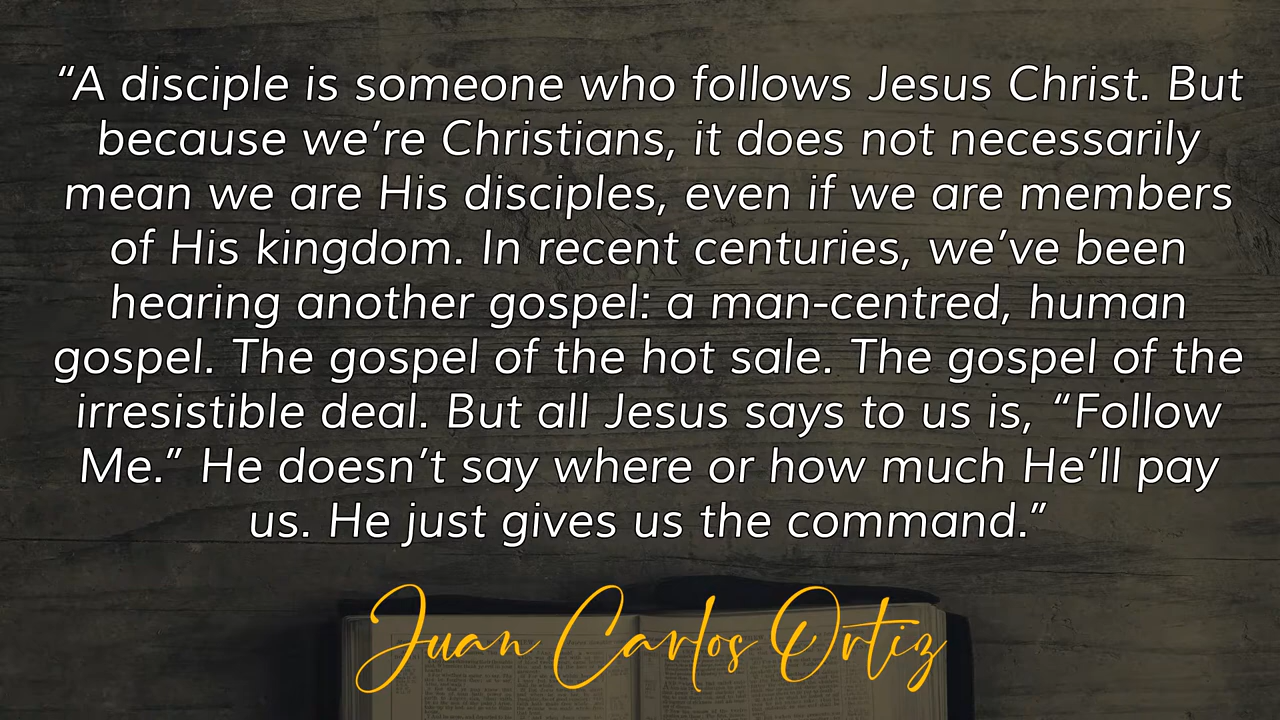 “A disciple is someone who follows Jesus Christ. But
because we’re Christians, it does not necessarily
mean we are His disciples, even if we are members
of His kingdom. In recent centuries, we’ve been
hearing another gospel: a man-centred, human
gospel. The gospel of the hot sale. The gospel of the
irresistible deal. But all Jesus says to us is, “Follow
Me.” He doesn’t say where or how much He’ll pay
us. He just gives us the command.”
Juan Carlos Ortiz